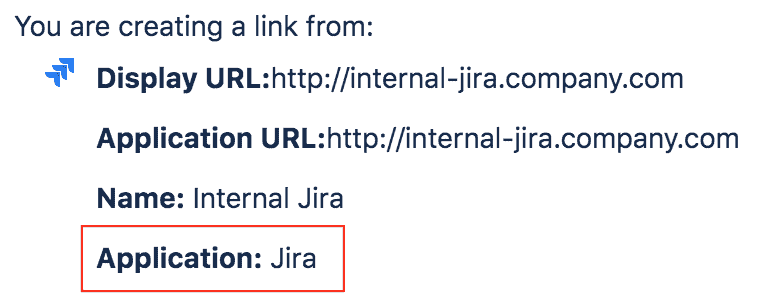 You are creating a link from:
Display URL:http://internal-jira.company.com
Application URL:http://internal-jira.company.com
Name: Internal Jira
Application: Jira